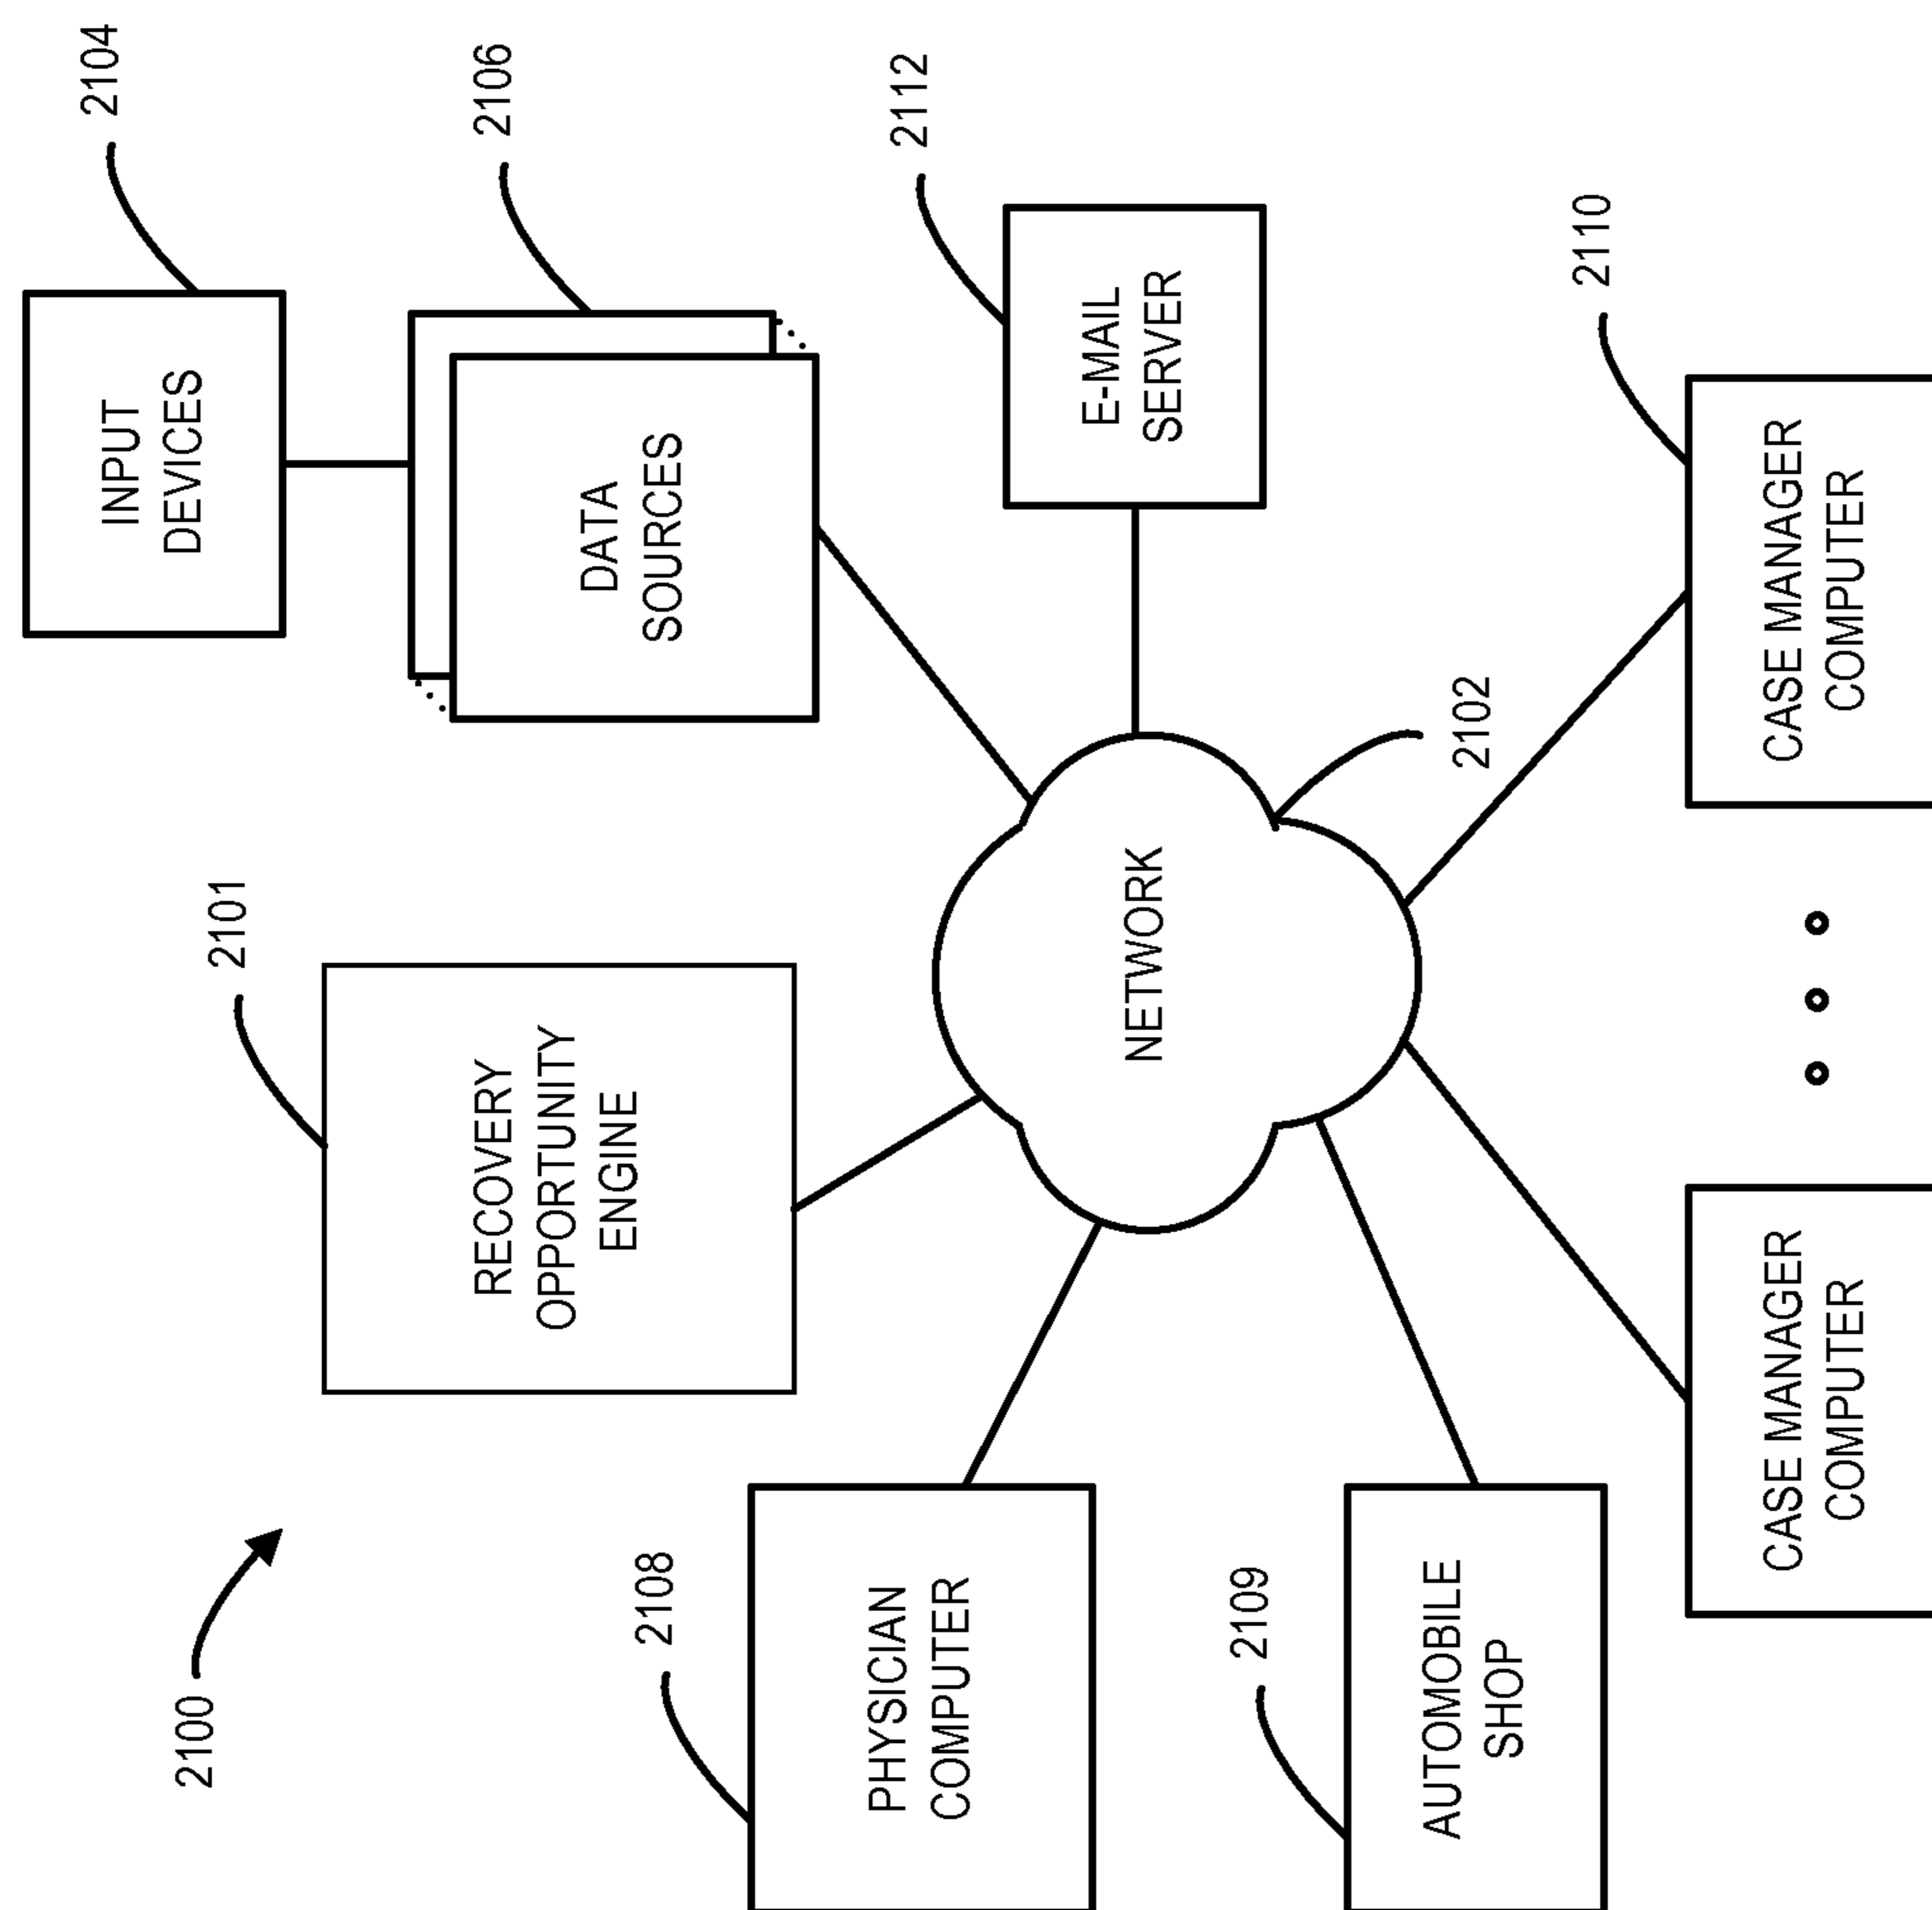 2100
2101
RECOVERY
OPPORTUNITY
ENGINE
2104
INPUT
DEVICES
2106
DATA
SOURCES
2108
PHYSICIAN
COMPUTER
NETWORK
2112
E-MAIL
SERVER
2102
2109
AUTOMOBILE
SHOP
2110
CASE MANAGER
COMPUTER
CASE MANAGER
COMPUTER